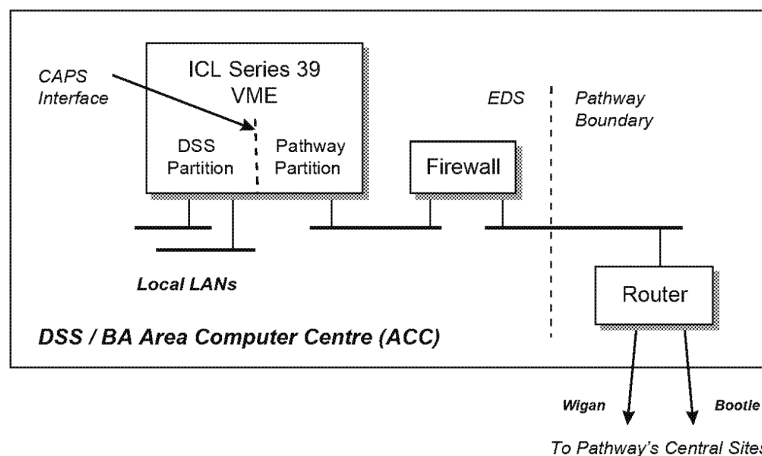 ICL Series 39
VME
CAPS
Interface
DSS
Partition
Pathway
Partition
EDS
Pathway
Boundary
Firewall
Local LANs
Router
DSS / BA Area Computer Centre (ACC)
Wigan
Bootle
To Pathway's Central Sites